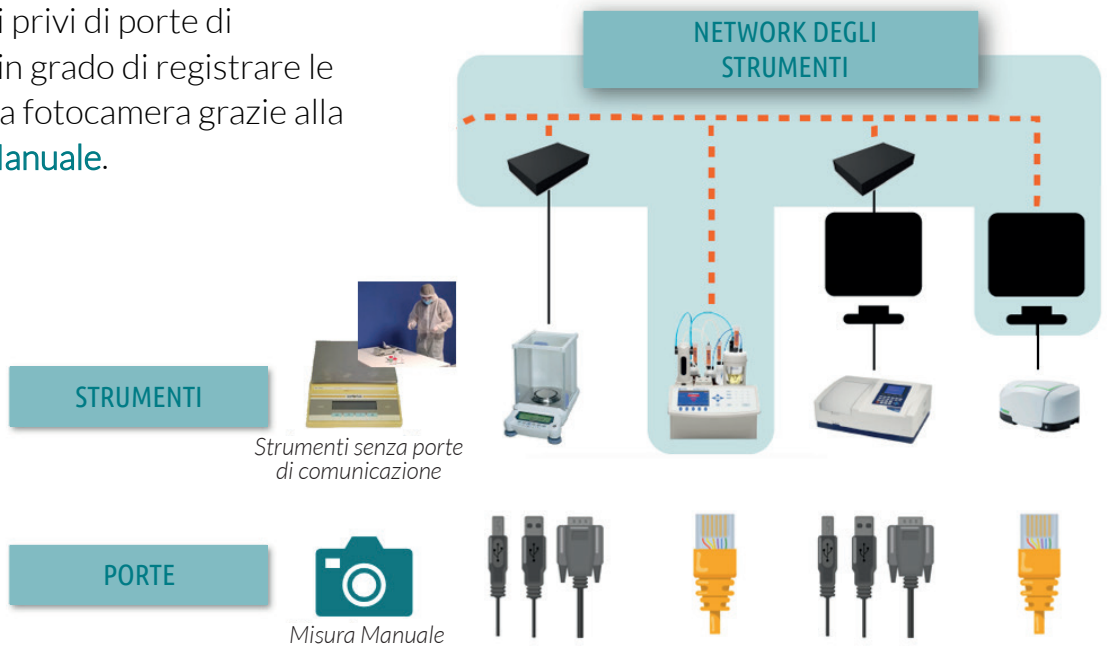 i privi di porte di
in grado di registrare le
a fotocamera grazie alla
anuale.
NETWORK DEGLI
STRUMENTI
STRUMENTI
Strumenti senza porte
di comunicazione
PORTE
Misura Manuale